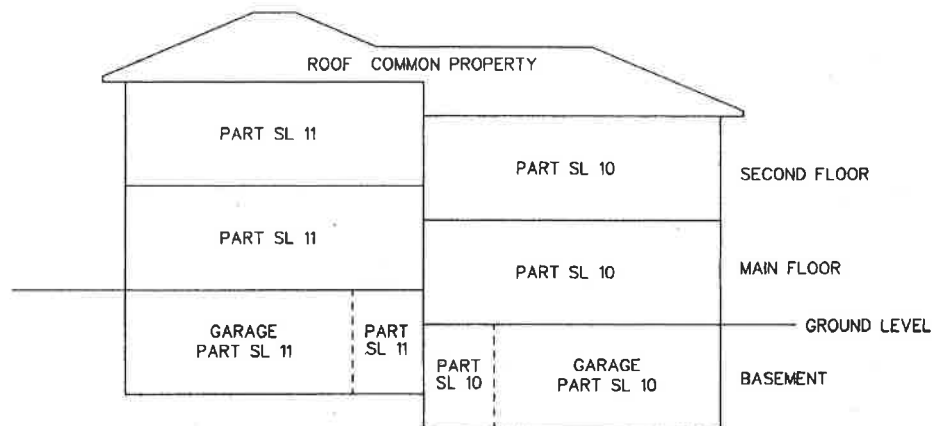 ROOF COMMON PROPERTY
PART SL 11
PART SL 10
SECOND FLOOR
PART SL 11
PART SL 10
MAIN FLOOR
GROUND LEVEL
GARAGE
PART SL 11
PART
SL 11
PART
SL 10
GARAGE
PART SL 10
BASEMENT